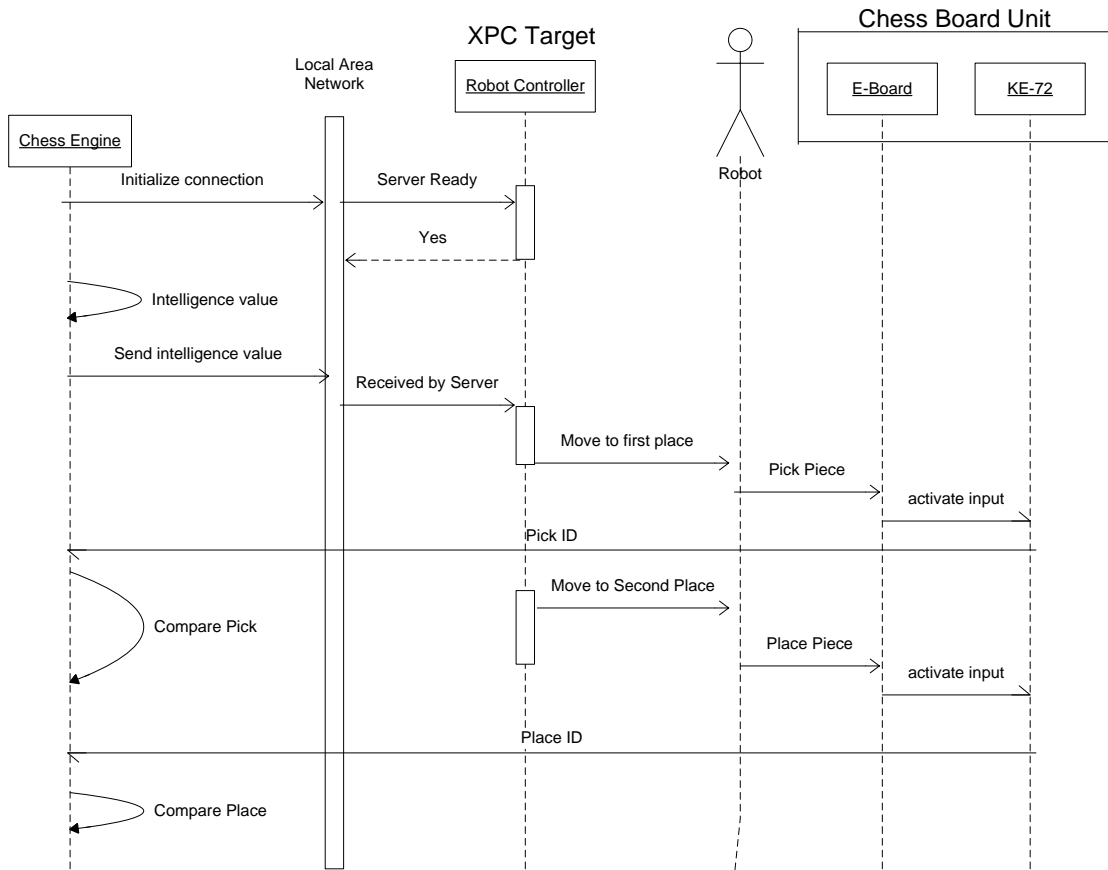 Chess Board Unit
XPC Target
Local Area
Network
Robot Controller
E-Board
KE-72
Chess Engine
Robot
Initialize connection
Server Ready
Yes
Intelligence value
Send intelligence value
Received by Server
Move to first place
Pick Piece
activate input
Pick ID
Move to Second Place
Compare Pick
Place Piece
activate input
Place ID
Compare Place